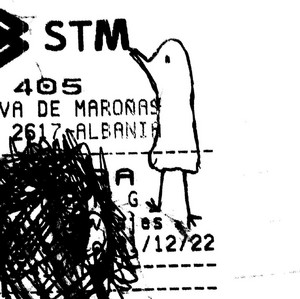 STM
405
VA DE MAROÑAS
2617 ALBANIA
A
G
es
/12/22